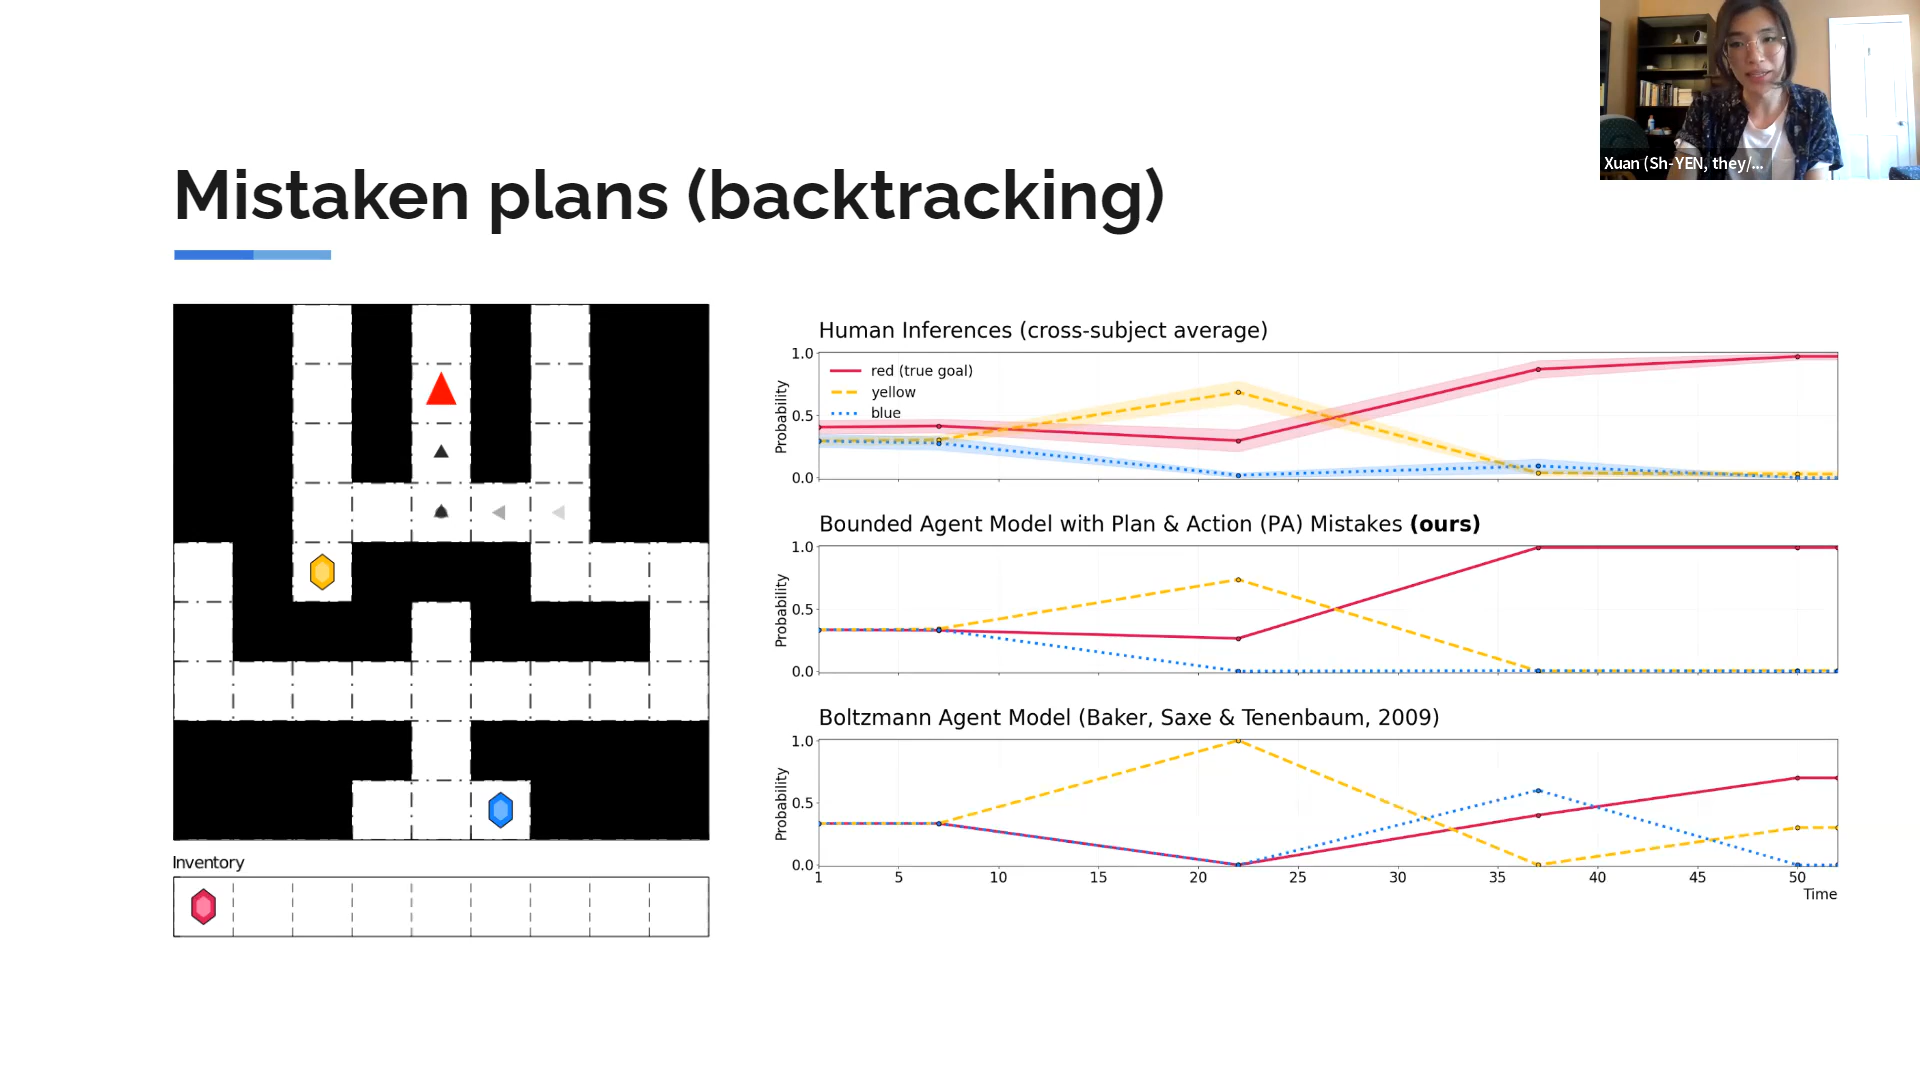 Xuan (Sh-YEN, they/...
Mistaken plans (backtracking)
Human Inferences (cross-subject average)
1.0
0.5
0.0
Probability
red (true goal)
yellow
blue
Bounded Agent Model with Plan & Action (PA) Mistakes (ours)
1.0
0.5
0.0
Probability
Boltzmann Agent Model (Baker, Saxe & Tenenbaum, 2009)
1.0
0.5
0.0
Probability
1 5 10 15 20 25 30 35 40 45 50
Time
Inventory